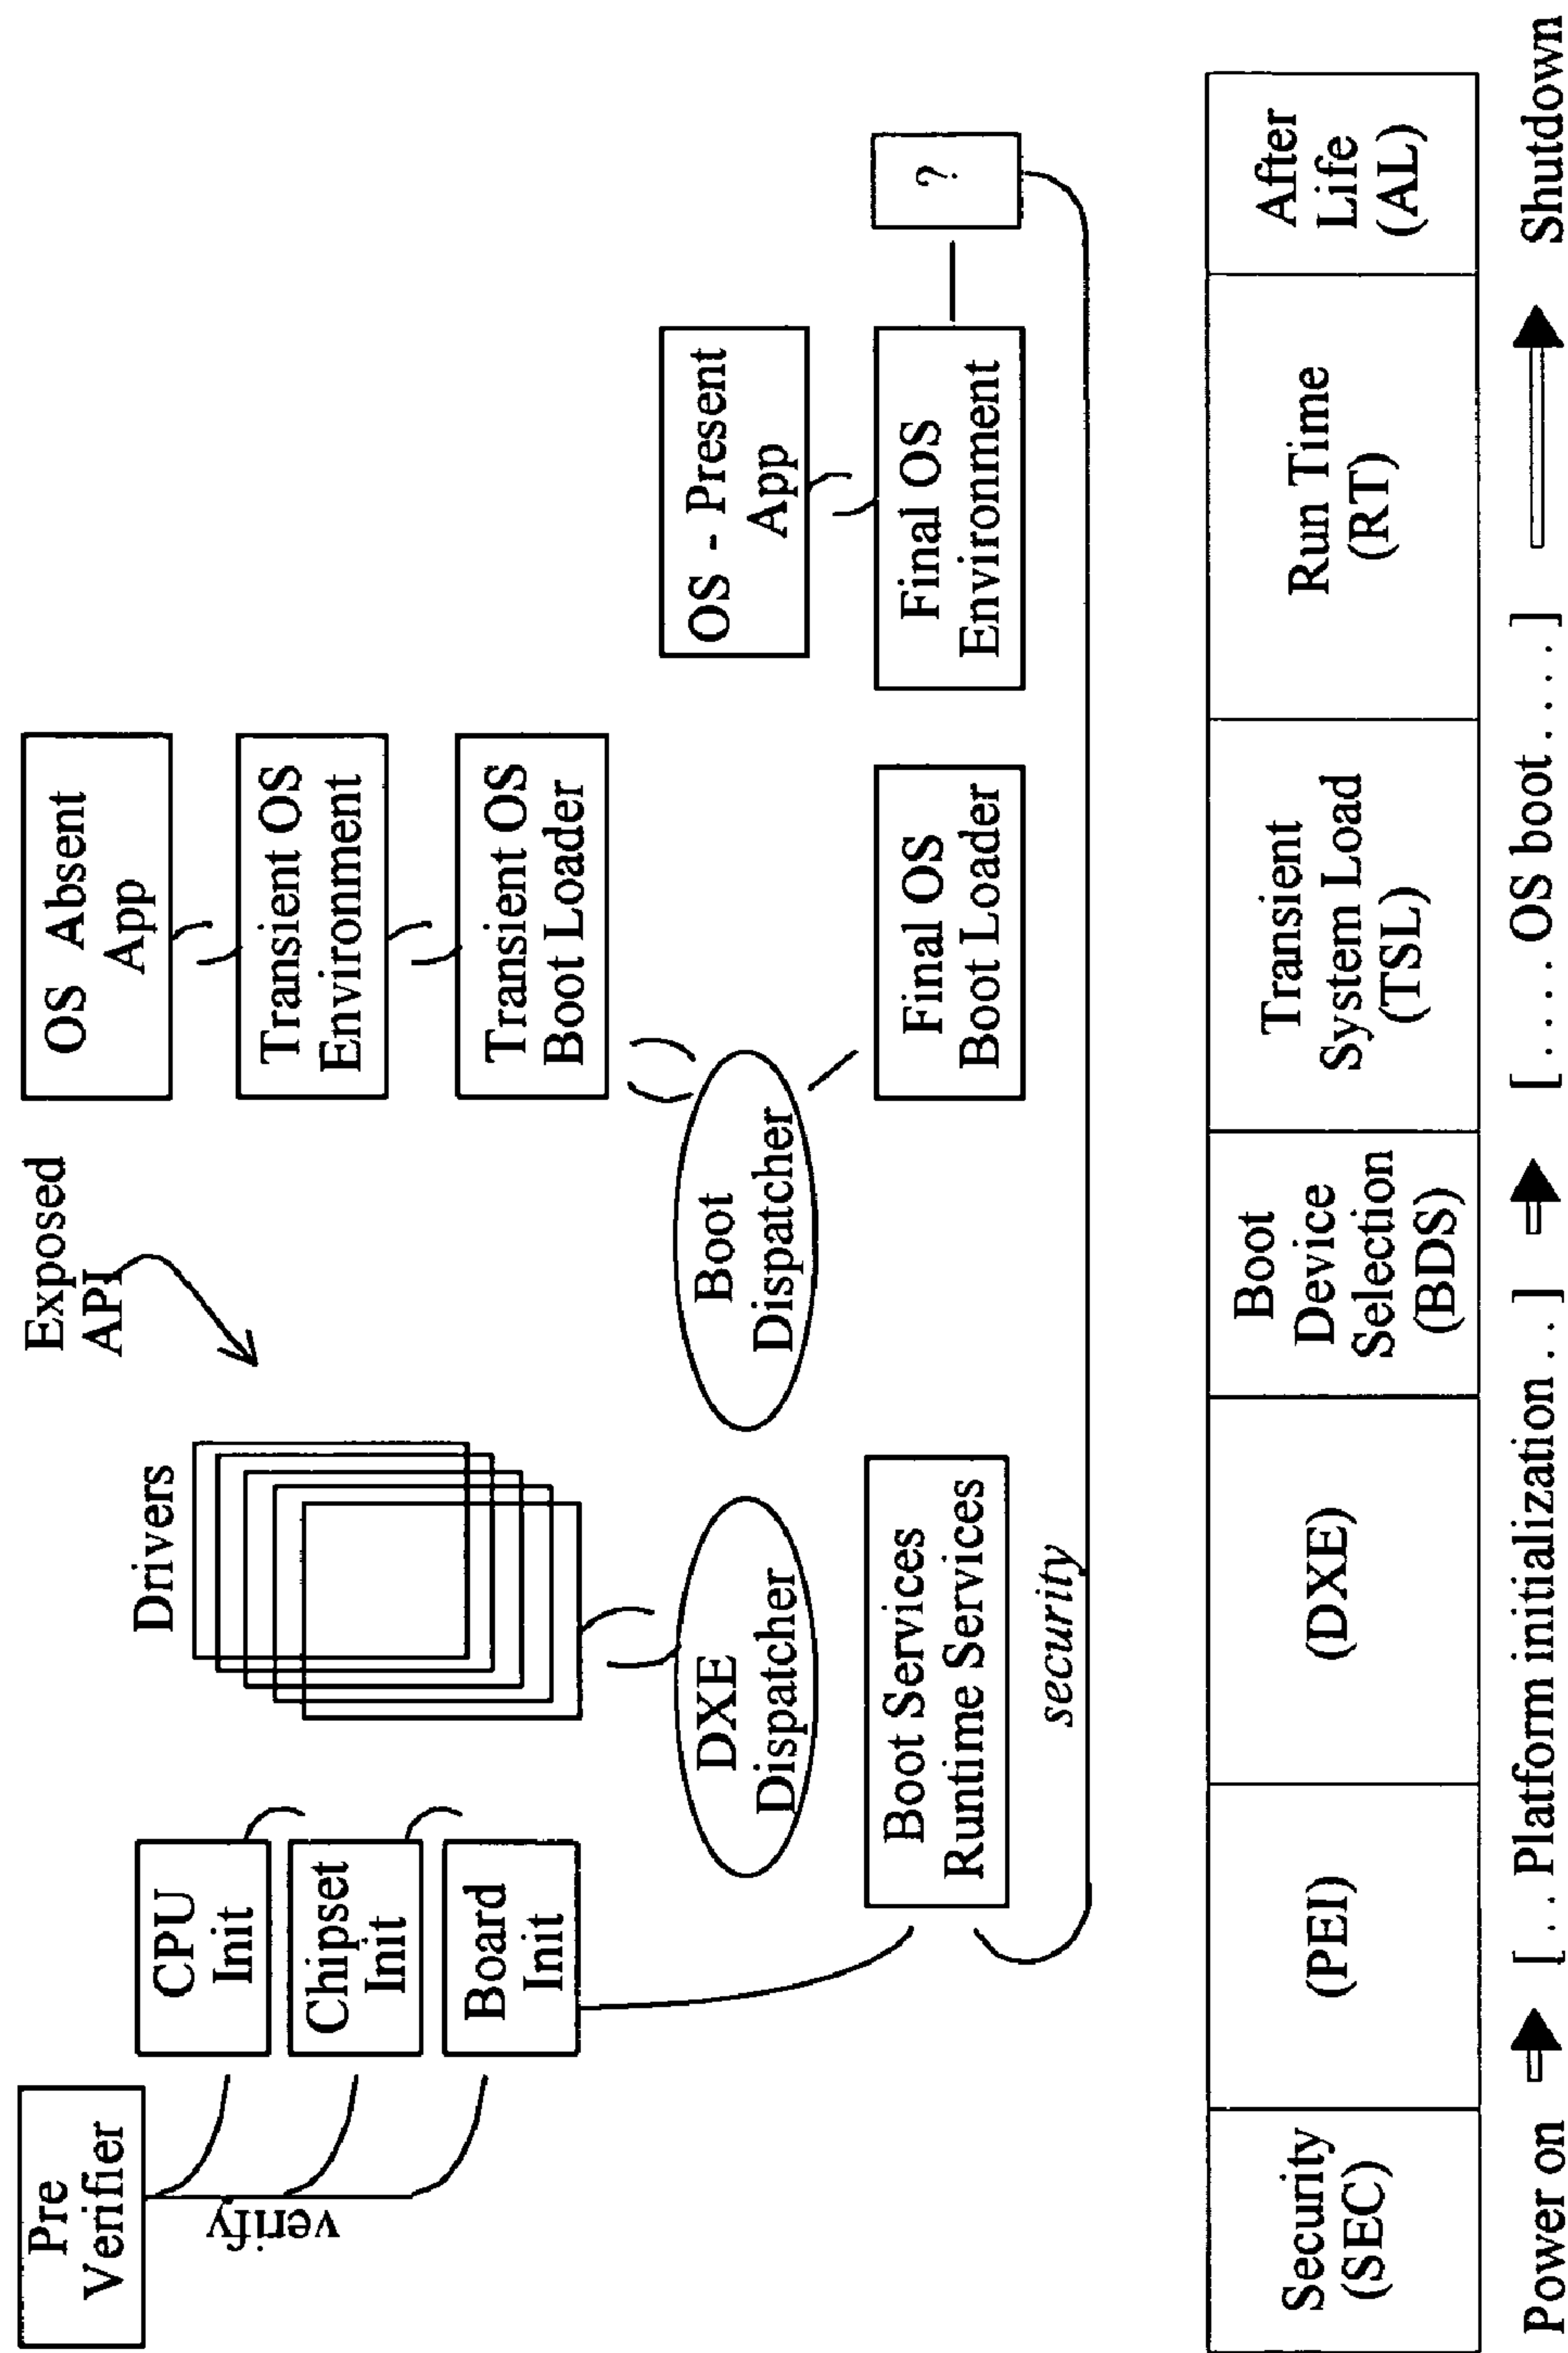 Pre
Verifier
verify
CPU
Init
Chipset
Init
Board
Init
Drivers
Exposed
API
DXE
Dispatcher
Boot Services
Runtime Services
Boot
Dispatcher
OS Absent
App
Transient OS
Environment
Transient OS
Boot Loader
Final OS
Boot Loader
OS - Present
App
Final OS
Environment
?
security
Security
(SEC)
(PEI)
(DXE)
Boot
Device
Selection
(BDS)
Transient
System Load
(TSL)
Run Time
(RT)
After
Life
(AL)
Power on
[ . . Platform initialization . . ]
[ . . . . OS boot . . . . ]
Shutdown